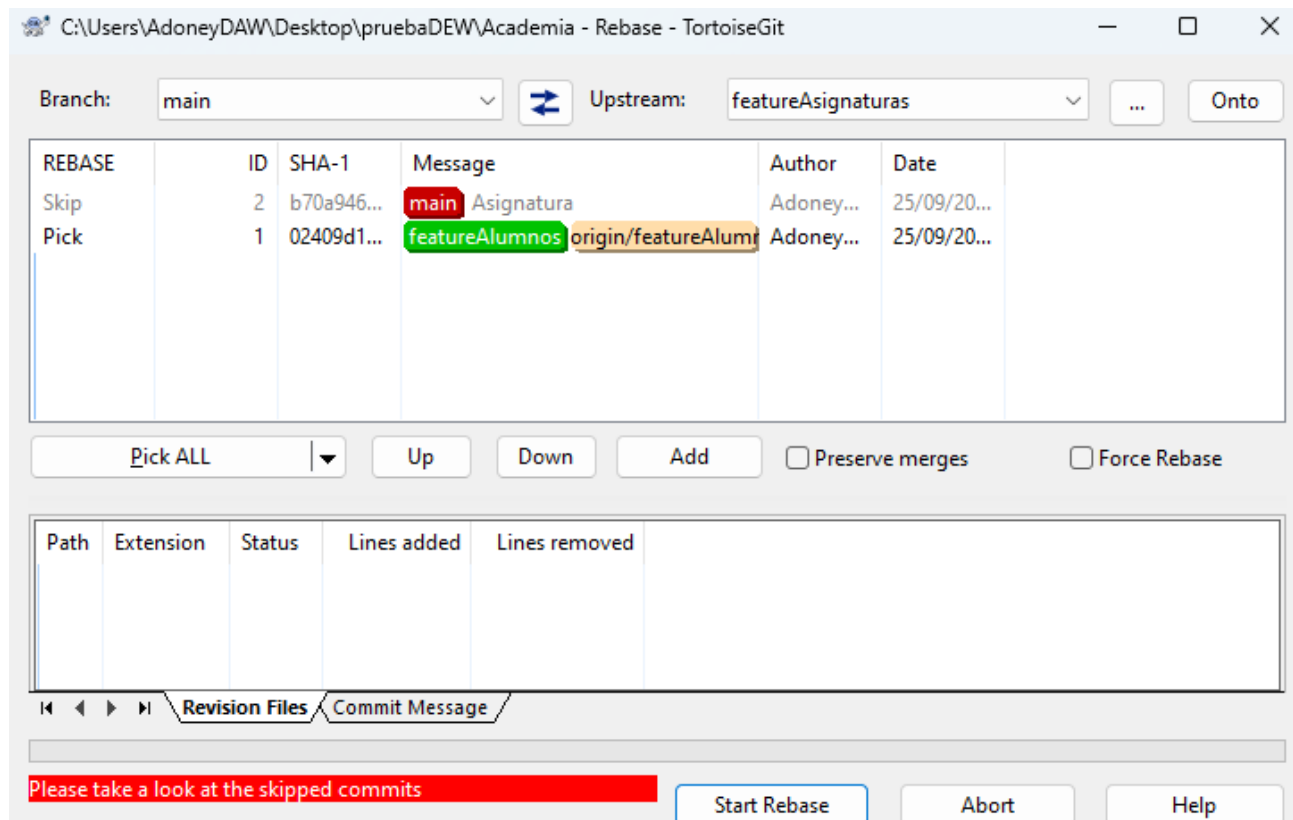 C:\Users\AdoneyDAW\Desktop\pruebaDEW\Academia - Rebase - TortoiseGit
Branch: main Upstream: featureAsignaturas ... Onto
REBASE ID SHA-1 Message Author Date
Skip 2 b70a946... main Asignatura Adoney... 25/09/20...
Pick 1 02409d1... featureAlumnos origin/featureAlumn Adoney... 25/09/20...
Pick ALL Up Down Add Preserve merges Force Rebase
Path Extension Status Lines added Lines removed
Revision Files Commit Message
Please take a look at the skipped commits
Start Rebase Abort Help